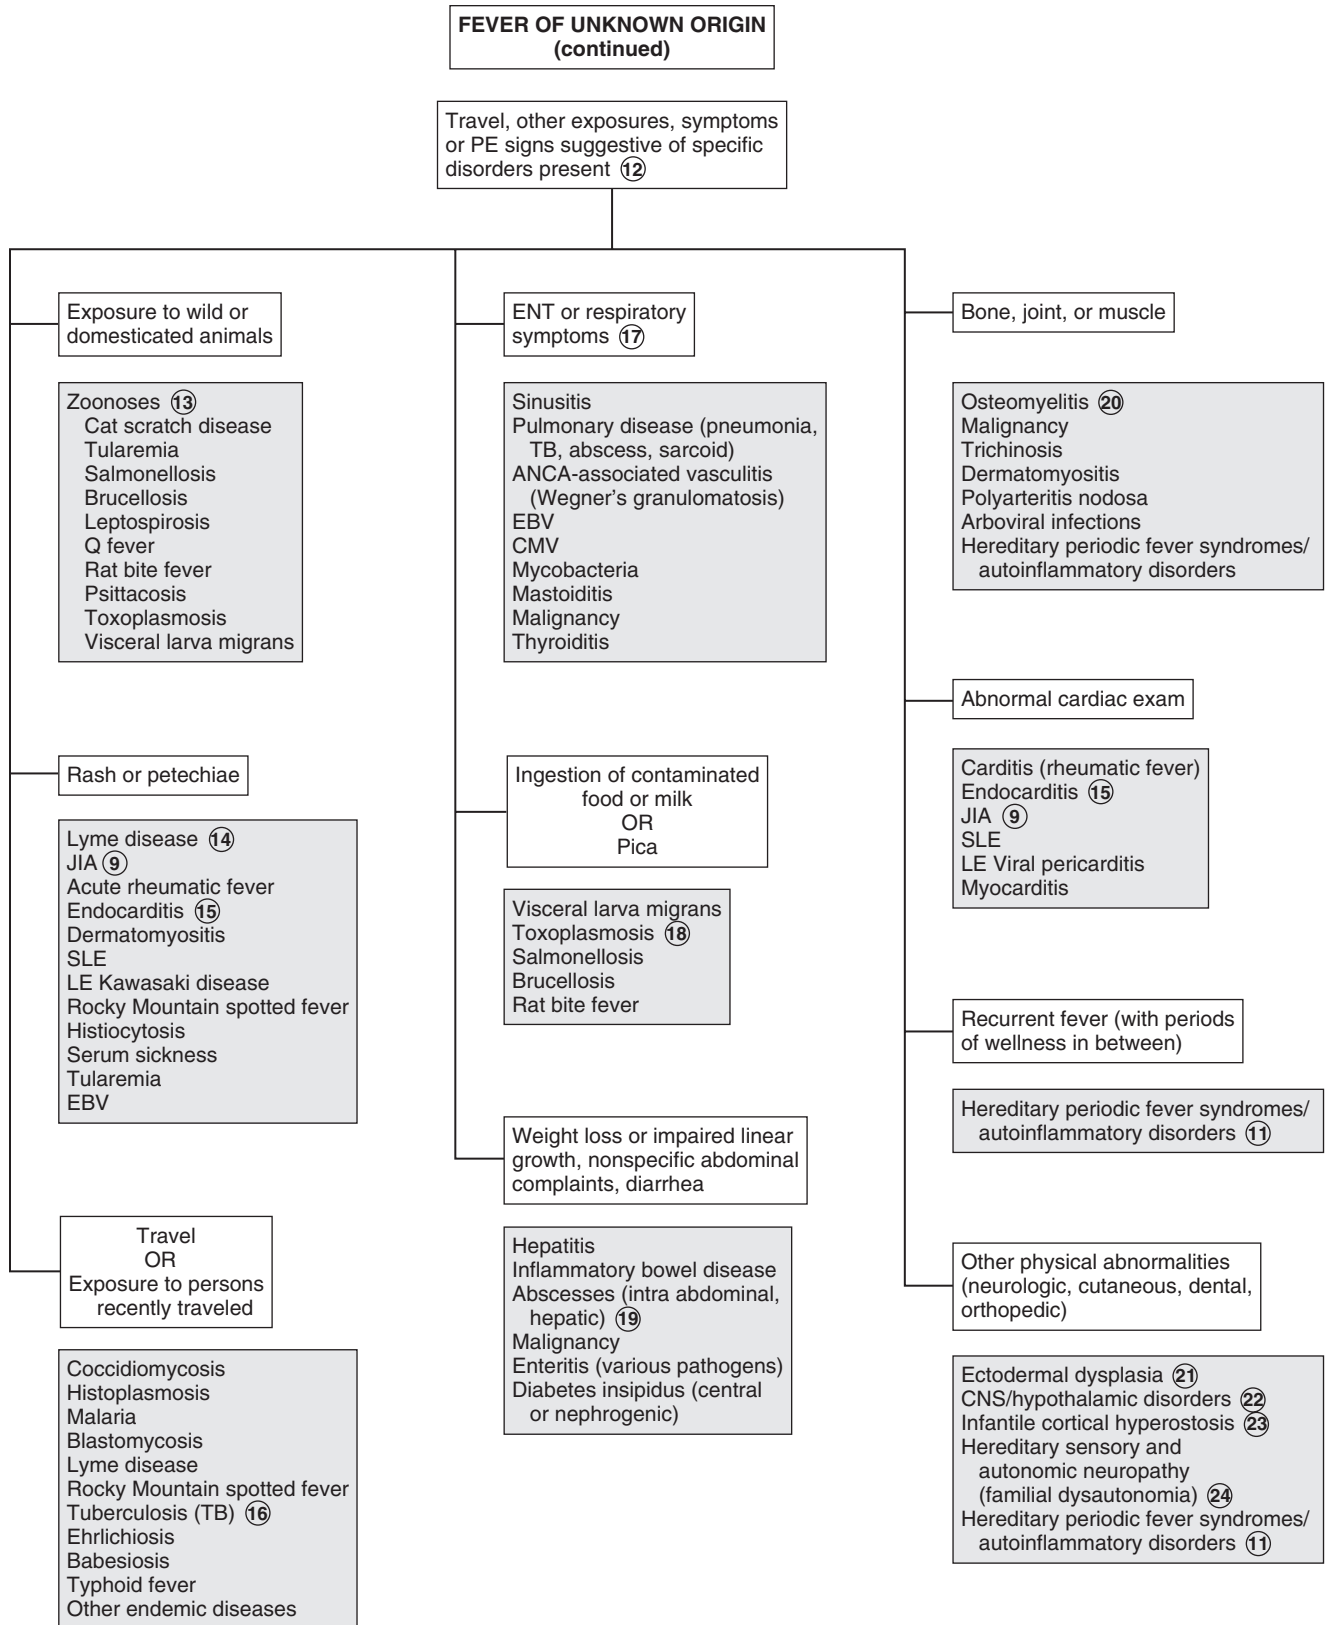 FEVER OF UNKNOWN ORIGIN
(continued)
Travel, other exposures, symptoms
or PE signs suggestive of specific
disorders present 12
Exposure to wild or
domesticated animals
Zoonoses 13
Cat scratch disease
Tularemia
Salmonellosis
Brucellosis
Leptospirosis
Q fever
Rat bite fever
Psittacosis
Toxoplasmosis
Visceral larva migrans
Rash or petechiae
Lyme disease 14
JIA 9
Acute rheumatic fever
Endocarditis 15
Dermatomyositis
SLE
LE Kawasaki disease
Rocky Mountain spotted fever
Histiocytosis
Serum sickness
Tularemia
EBV
Travel
OR
Exposure to persons
recently traveled
Coccidiomycosis
Histoplasmosis
Malaria
Blastomycosis
Lyme disease
Rocky Mountain spotted fever
Tuberculosis (TB) 16
Ehrlichiosis
Babesiosis
Typhoid fever
Other endemic diseases
ENT or respiratory
symptoms 17
Sinusitis
Pulmonary disease (pneumonia,
TB, abscess, sarcoid)
ANCA-associated vasculitis
(Wegner's granulomatosis)
EBV
CMV
Mycobacteria
Mastoiditis
Malignancy
Thyroiditis
Ingestion of contaminated
food or milk
OR
Pica
Visceral larva migrans
Toxoplasmosis 18
Salmonellosis
Brucellosis
Rat bite fever
Weight loss or impaired linear
growth, nonspecific abdominal
complaints, diarrhea
Hepatitis
Inflammatory bowel disease
Abscesses (intra abdominal,
hepatic) 19
Malignancy
Enteritis (various pathogens)
Diabetes insipidus (central
or nephrogenic)
Bone, joint, or muscle
Osteomyelitis 20
Malignancy
Trichinosis
Dermatomyositis
Polyarteritis nodosa
Arboviral infections
Hereditary periodic fever syndromes/
autoinflammatory disorders
Abnormal cardiac exam
Carditis (rheumatic fever)
Endocarditis 15
JIA 9
SLE
LE Viral pericarditis
Myocarditis
Recurrent fever (with periods
of wellness in between)
Hereditary periodic fever syndromes/
autoinflammatory disorders 11
Other physical abnormalities
(neurologic, cutaneous, dental,
orthopedic)
Ectodermal dysplasia 21
CNS/hypothalamic disorders 22
Infantile cortical hyperostosis 23
Hereditary sensory and
autonomic neuropathy
(familial dysautonomia) 24
Hereditary periodic fever syndromes/
autoinflammatory disorders 11